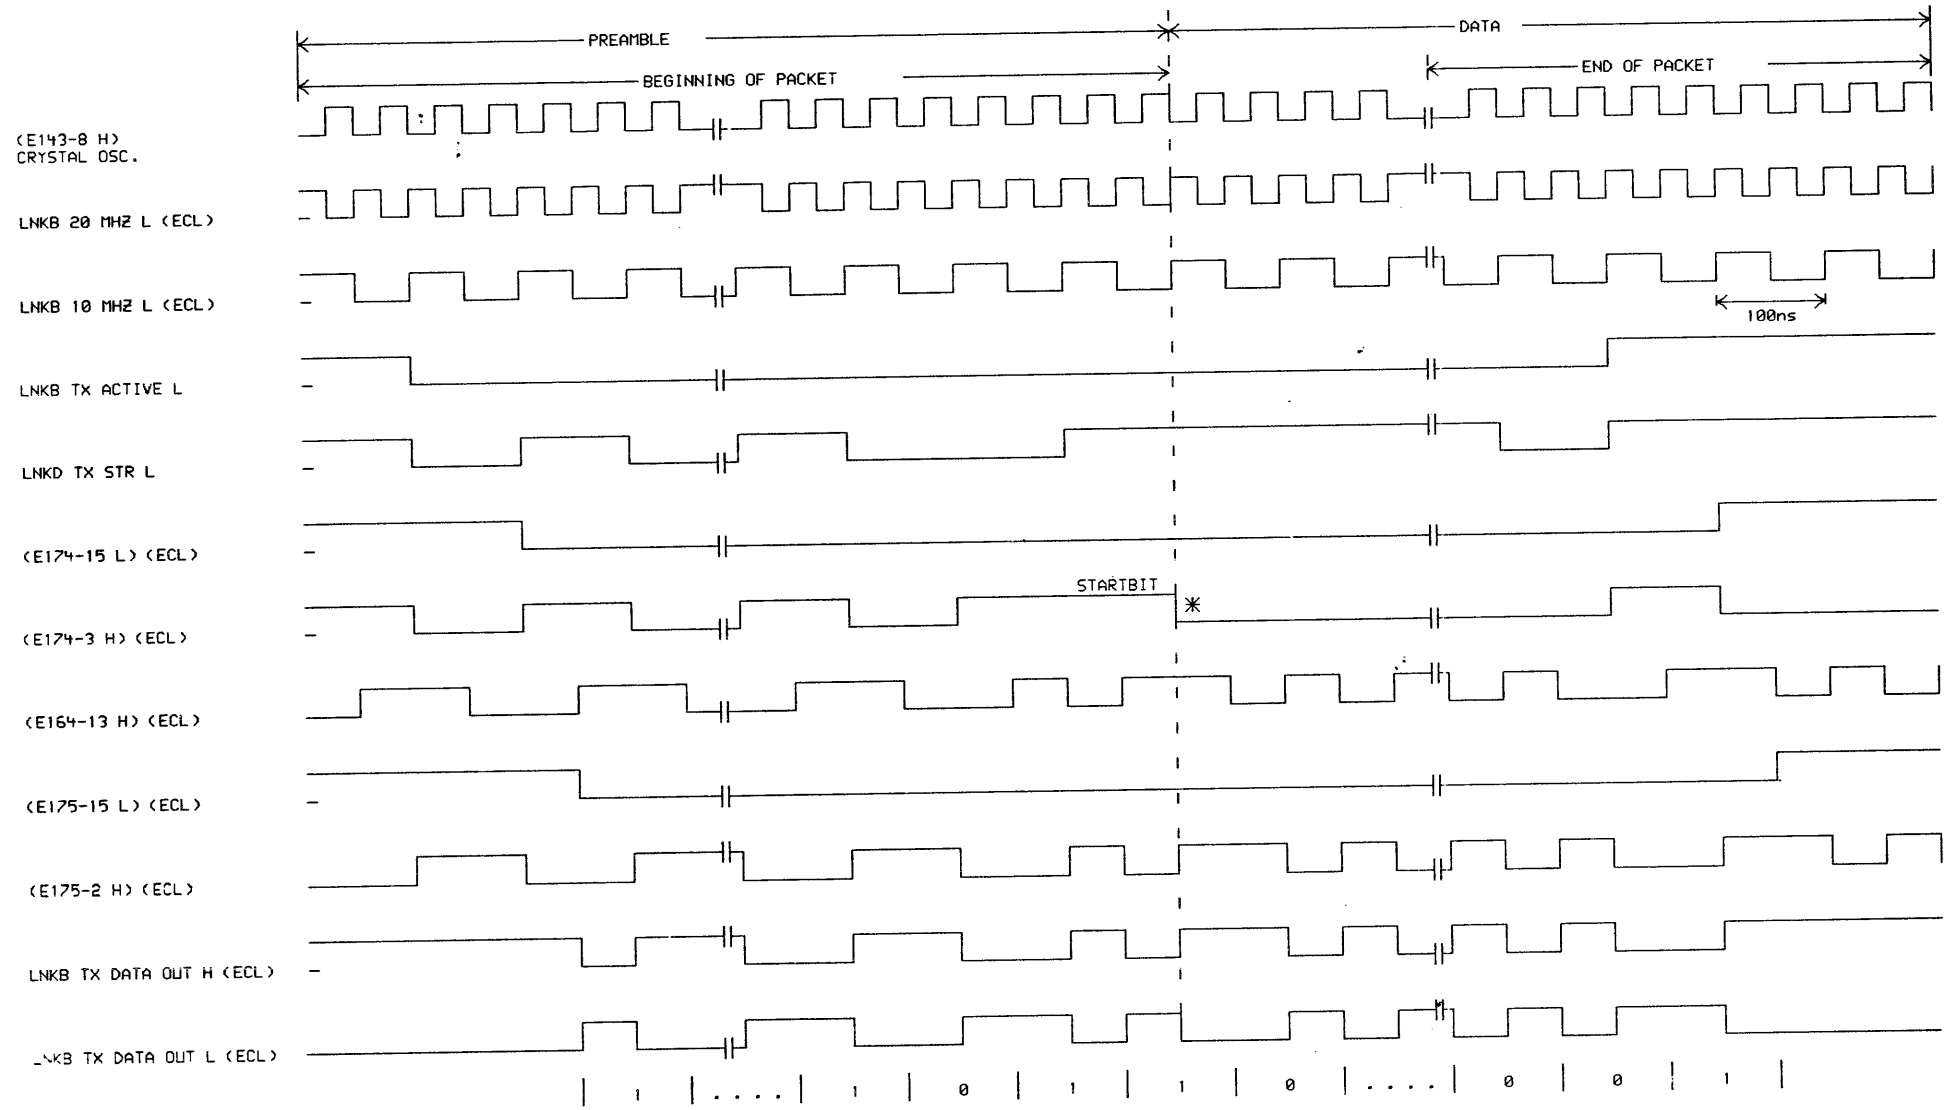 PREAMBLE
DATA
BEGINNING OF PACKET
END OF PACKET
(E143-8 H)
CRYSTAL OSC.
LNKB 20 MHZ L (ECL)
LNKB 10 MHZ L (ECL)
100ns
LNKB TX ACTIVE L
LNKD TX STR L
(E174-15 L) (ECL)
STARTBIT
*
(E174-3 H) (ECL)
(E164-13 H) (ECL)
(E175-15 L) (ECL)
(E175-2 H) (ECL)
LNKB TX DATA OUT H (ECL)
TX DATA OUT L (ECL)
| 1 | .... | 1 | 0 | 1 | 1 | 0 | .... | 0 | 0 | 1 |